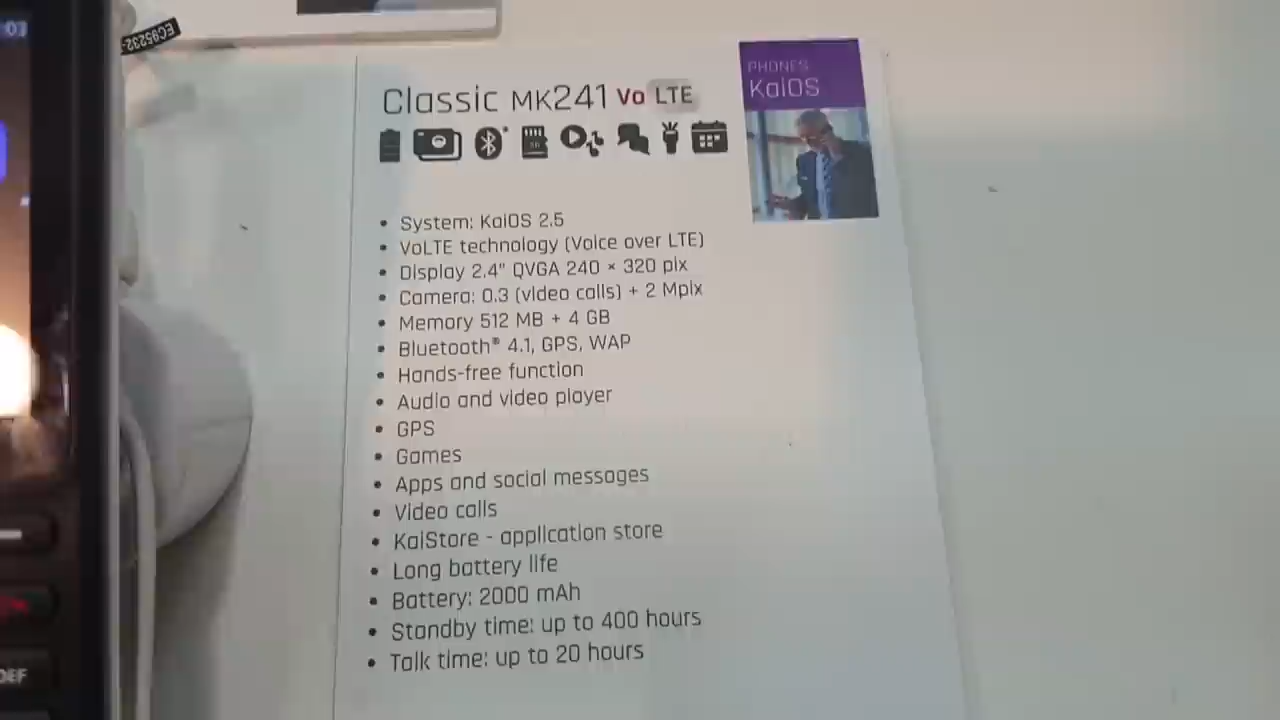 03
EC95232-
Classic MK241 Vo LTE
PHONES
KaiOS
• System: KaiOS 2.5
• VoLTE technology (Voice over LTE)
• Display 2.4" QVGA 240 × 320 pix
• Camera: 0.3 (video calls) + 2 Mpix
• Memory 512 MB + 4 GB
• Bluetooth® 4.1, GPS, WAP
• Hands-free function
• Audio and video player
• GPS
• Games
• Apps and social messages
• Video calls
• KaiStore - application store
• Long battery life
• Battery: 2000 mAh
• Standby time: up to 400 hours
• Talk time: up to 20 hours
DEF